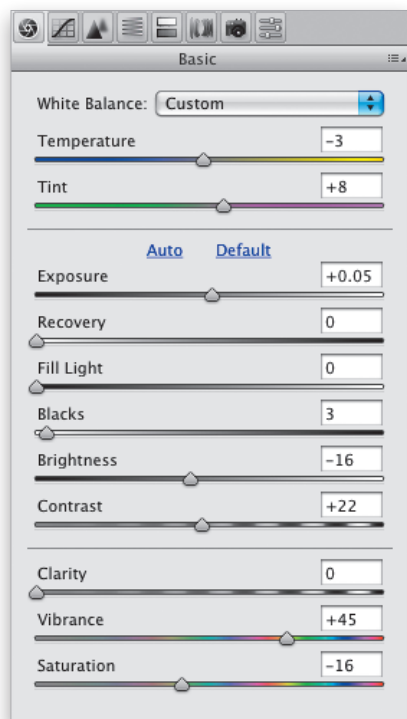 Basic
White Balance: Custom
Temperature -3
Tint +8
Auto Default
Exposure +0.05
Recovery 0
Fill Light 0
Blacks 3
Brightness -16
Contrast +22
Clarity 0
Vibrance +45
Saturation -16